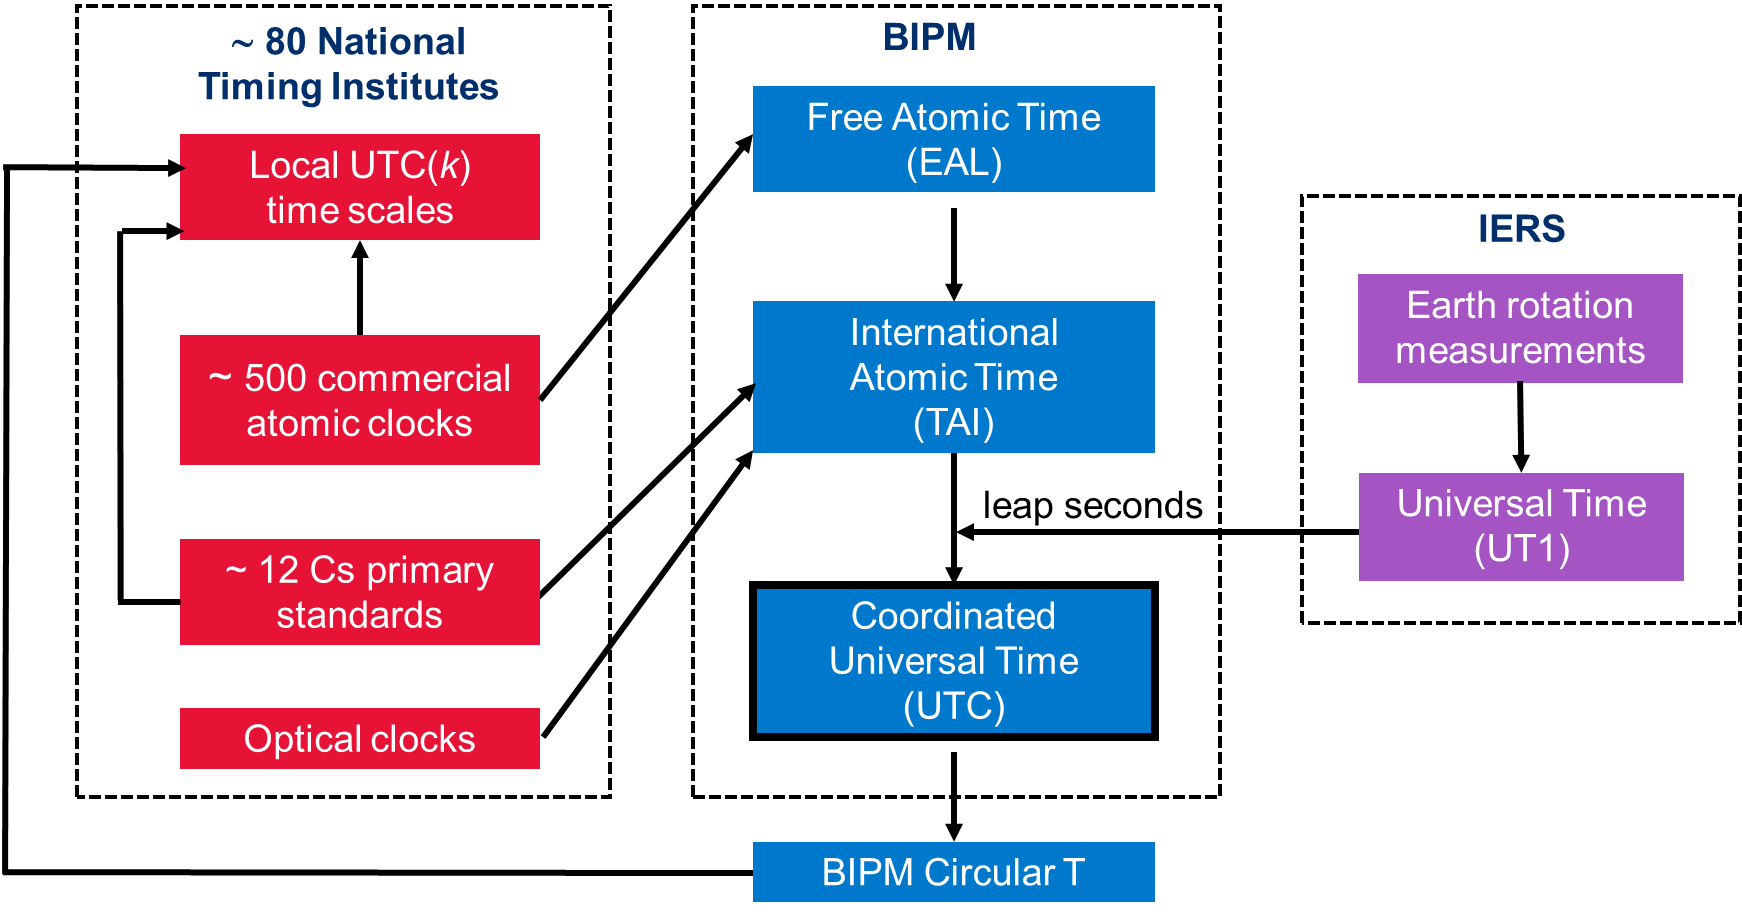 ~ 80 National
Timing Institutes
Local UTC(k)
time scales
~ 500 commercial
atomic clocks
~ 12 Cs primary
standards
Optical clocks
BIPM
Free Atomic Time
(EAL)
International
Atomic Time
(TAI)
leap seconds
Coordinated
Universal Time
(UTC)
BIPM Circular T
IERS
Earth rotation
measurements
Universal Time
(UT1)